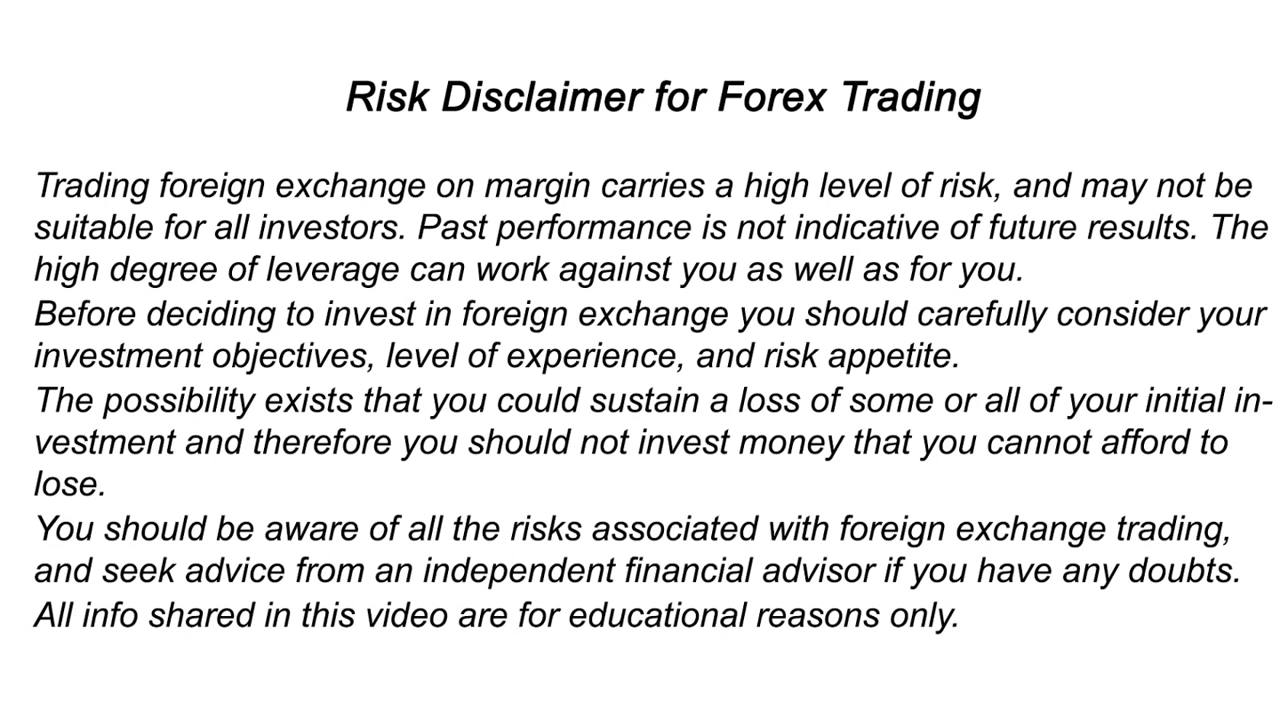 Risk Disclaimer for Forex Trading
Trading foreign exchange on margin carries a high level of risk, and may not be
suitable for all investors. Past performance is not indicative of future results. The
high degree of leverage can work against you as well as for you.
Before deciding to invest in foreign exchange you should carefully consider your
investment objectives, level of experience, and risk appetite.
The possibility exists that you could sustain a loss of some or all of your initial in-
vestment and therefore you should not invest money that you cannot afford to
lose.
You should be aware of all the risks associated with foreign exchange trading,
and seek advice from an independent financial advisor if you have any doubts.
All info shared in this video are for educational reasons only.